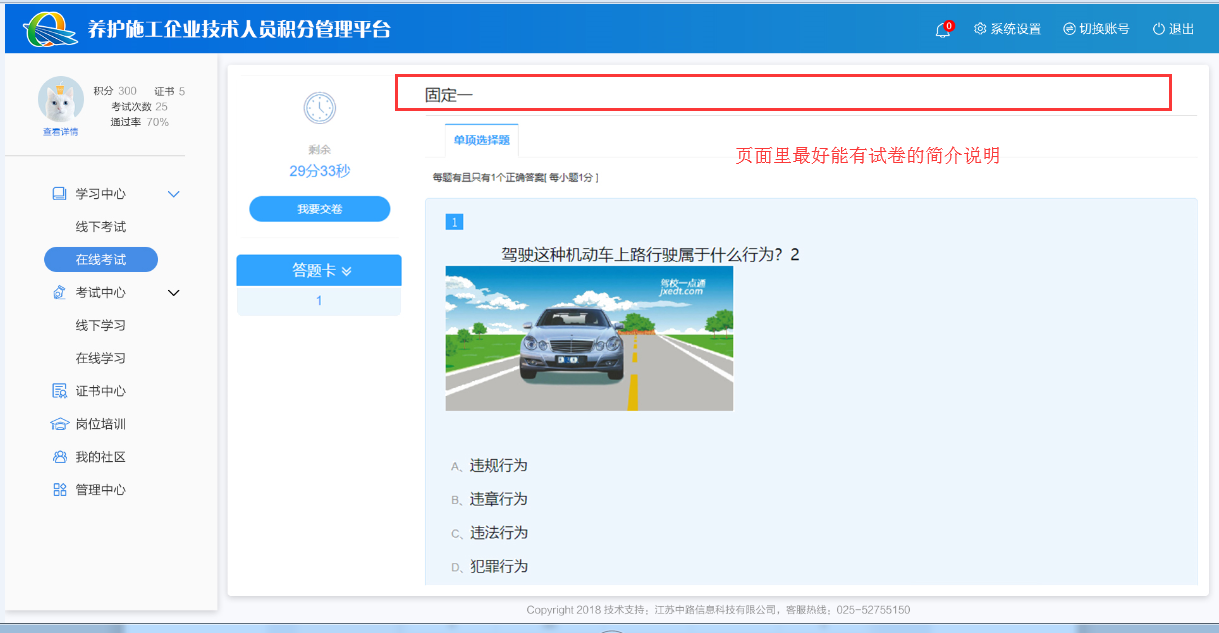 养护施工企业技术人员积分管理平台
0
系统设置
切换账号
退出
积分 300 证书 5
考试次数 25
通过率 70%
查看详情
学习中心
线下考试
在线考试
考试中心
线下学习
在线学习
证书中心
岗位培训
我的社区
管理中心
剩余
29分33秒
我要交卷
答题卡
1
固定一
单项选择题
页面里最好能有试卷的简介说明
每题有且只有1个正确答案[ 每小题1分 ]
1
驾驶这种机动车上路行驶属于什么行为？2
驾校一点通
jxedt.com
A、违规行为
B、违章行为
C、违法行为
D、犯罪行为
Copyright 2018 技术支持：江苏中路信息科技有限公司，客服热线：025-52755150